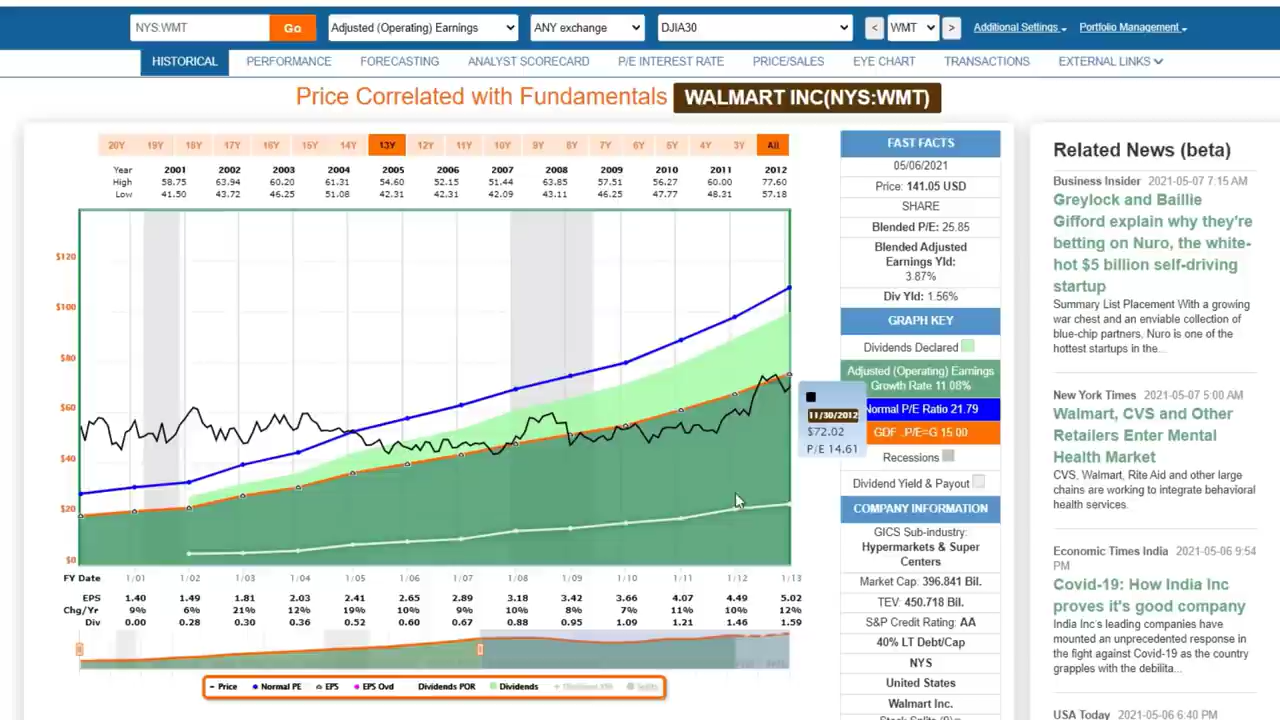 NYS:WMT Go Adjusted (Operating) Earnings ANY exchange DJIA30 < WMT > Additional Settings Portfolio Management
HISTORICAL PERFORMANCE FORECASTING ANALYST SCORECARD P/E INTEREST RATE PRICE/SALES EYE CHART TRANSACTIONS EXTERNAL LINKS
Price Correlated with Fundamentals WALMART INC(NYS:WMT)
20Y 19Y 18Y 17Y 16Y 15Y 14Y 13Y 12Y 11Y 10Y 9Y 8Y 7Y 6Y 5Y 4Y 3Y All
Year 2001 2002 2003 2004 2005 2006 2007 2008 2009 2010 2011 2012
High 58.75 63.94 60.20 61.31 54.60 52.15 51.44 63.85 57.51 56.27 60.00 77.60
Low 41.50 43.72 46.25 51.08 42.31 42.31 42.09 43.11 46.25 47.77 48.31 57.18
$120
$100
$80
$60
$40
$20
$0
11/30/2012
$72.02
P/E 14.61
FY Date 1/01 1/02 1/03 1/04 1/05 1/06 1/07 1/08 1/09 1/10 1/11 1/12 1/13
EPS 1.40 1.49 1.81 2.03 2.41 2.65 2.89 3.18 3.42 3.66 4.07 4.49 5.02
Chg/Yr 9% 6% 21% 12% 19% 10% 9% 10% 8% 7% 11% 10% 12%
Div 0.00 0.28 0.30 0.36 0.52 0.60 0.67 0.88 0.95 1.09 1.21 1.46 1.59
Price Normal PE EPS EPS Ovd Dividends POR Dividends
FAST FACTS
05/06/2021
Price: 141.05 USD
SHARE
Blended P/E: 25.85
Blended Adjusted
Earnings Yld:
3.87%
Div Yld: 1.56%
GRAPH KEY
Dividends Declared
Adjusted (Operating) Earnings
Growth Rate 11.08%
Normal P/E Ratio 21.79
GDF ..P/E=G 15.00
Recessions
Dividend Yield & Payout
COMPANY INFORMATION
GICS Sub-industry:
Hypermarkets & Super
Centers
Market Cap: 396.841 Bil.
TEV: 450.718 Bil.
S&P Credit Rating: AA
40% LT Debt/Cap
NYS
United States
Walmart Inc.
Related News (beta)
Business Insider 2021-05-07 7:15 AM
Greylock and Baillie
Gifford explain why they're
betting on Nuro, the white-
hot $5 billion self-driving
startup
Summary List Placement With a growing
war chest and an enviable collection of
blue-chip partners, Nuro is one of the
hottest startups in the...
New York Times 2021-05-07 5:00 AM
Walmart, CVS and Other
Retailers Enter Mental
Health Market
CVS, Walmart, Rite Aid and other large
chains are working to integrate behavioral
health services.
Economic Times India 2021-05-06 9:54
PM
Covid-19: How India Inc
proves it's good company
India Inc's leading companies have
mounted an unprecedented response in
the fight against Covid-19 as the country
grapples with the debilita...
USA Today 2021-05-06 6:40 PM